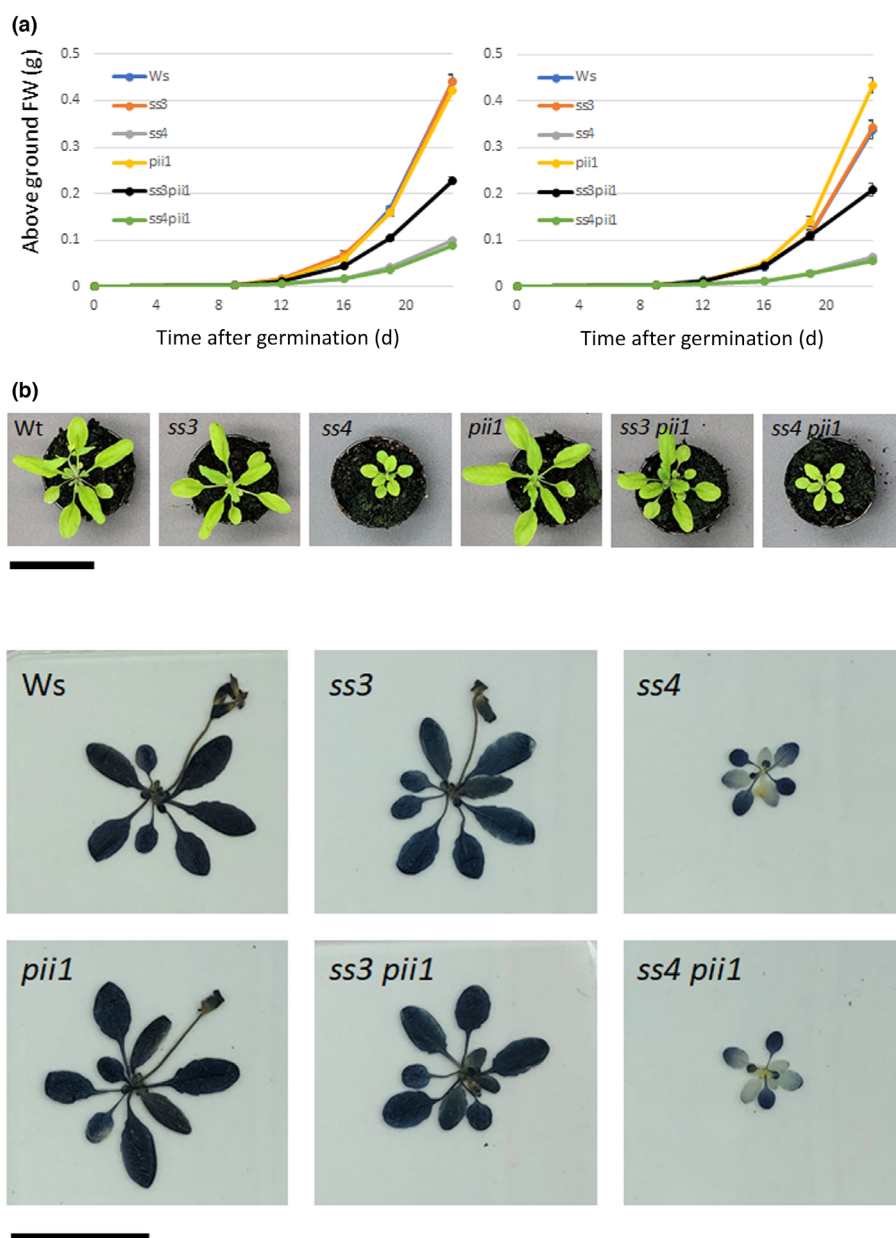 (a)
Above ground FW (g)
0.5
0.4
0.3
0.2
0.1
0
Ws
ss3
ss4
pii1
ss3pii1
ss4pii1
0 4 8 12 16 20
Time after germination (d)
0.5
0.4
0.3
0.2
0.1
0
Ws
ss3
ss4
pii1
ss3pii1
ss4pii1
0 4 8 12 16 20
Time after germination (d)
(b)
Wt ss3 ss4 pii1 ss3 pii1 ss4 pii1
Ws ss3 ss4
pii1 ss3 pii1 ss4 pii1